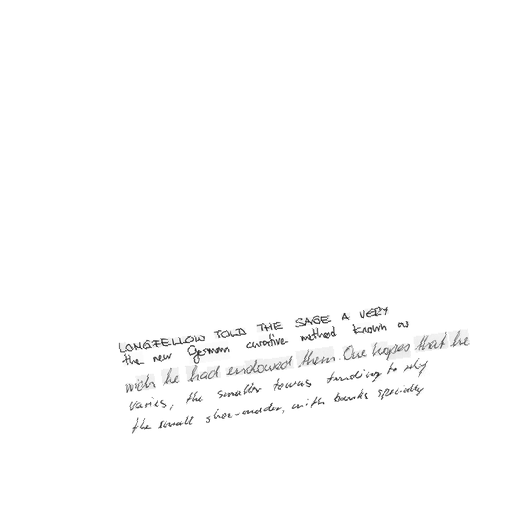 LONGFELLOW TOLD THE SAGE A VERY
the new German curative method known as
which he had endowed them. One hopes that he
varies, the smaller towns tending to rely
the small shoe-maker, with banks specially